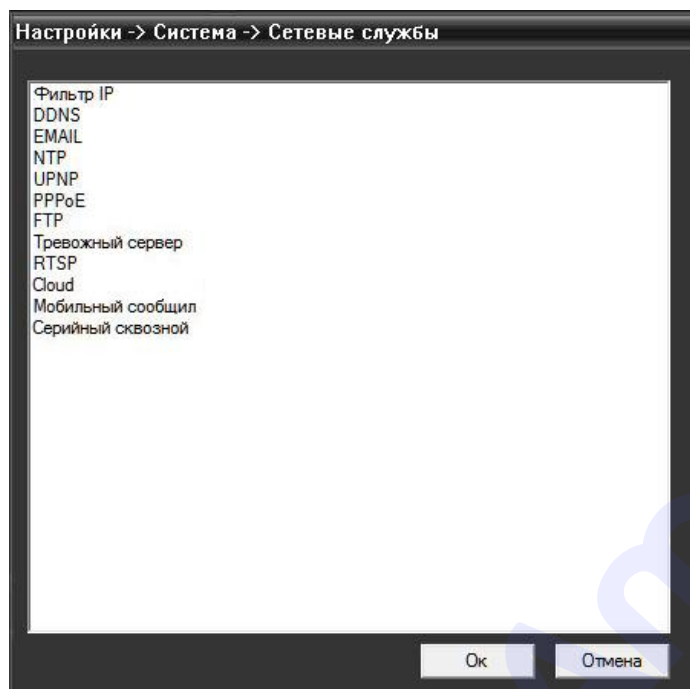 Настройки -> Система -> Сетевые службы
Фильтр IP
DDNS
EMAIL
NTP
UPNP
PPPoE
FTP
Тревожный сервер
RTSP
Cloud
Мобильный сообщил
Серийный сквозной
Ок
Отмена